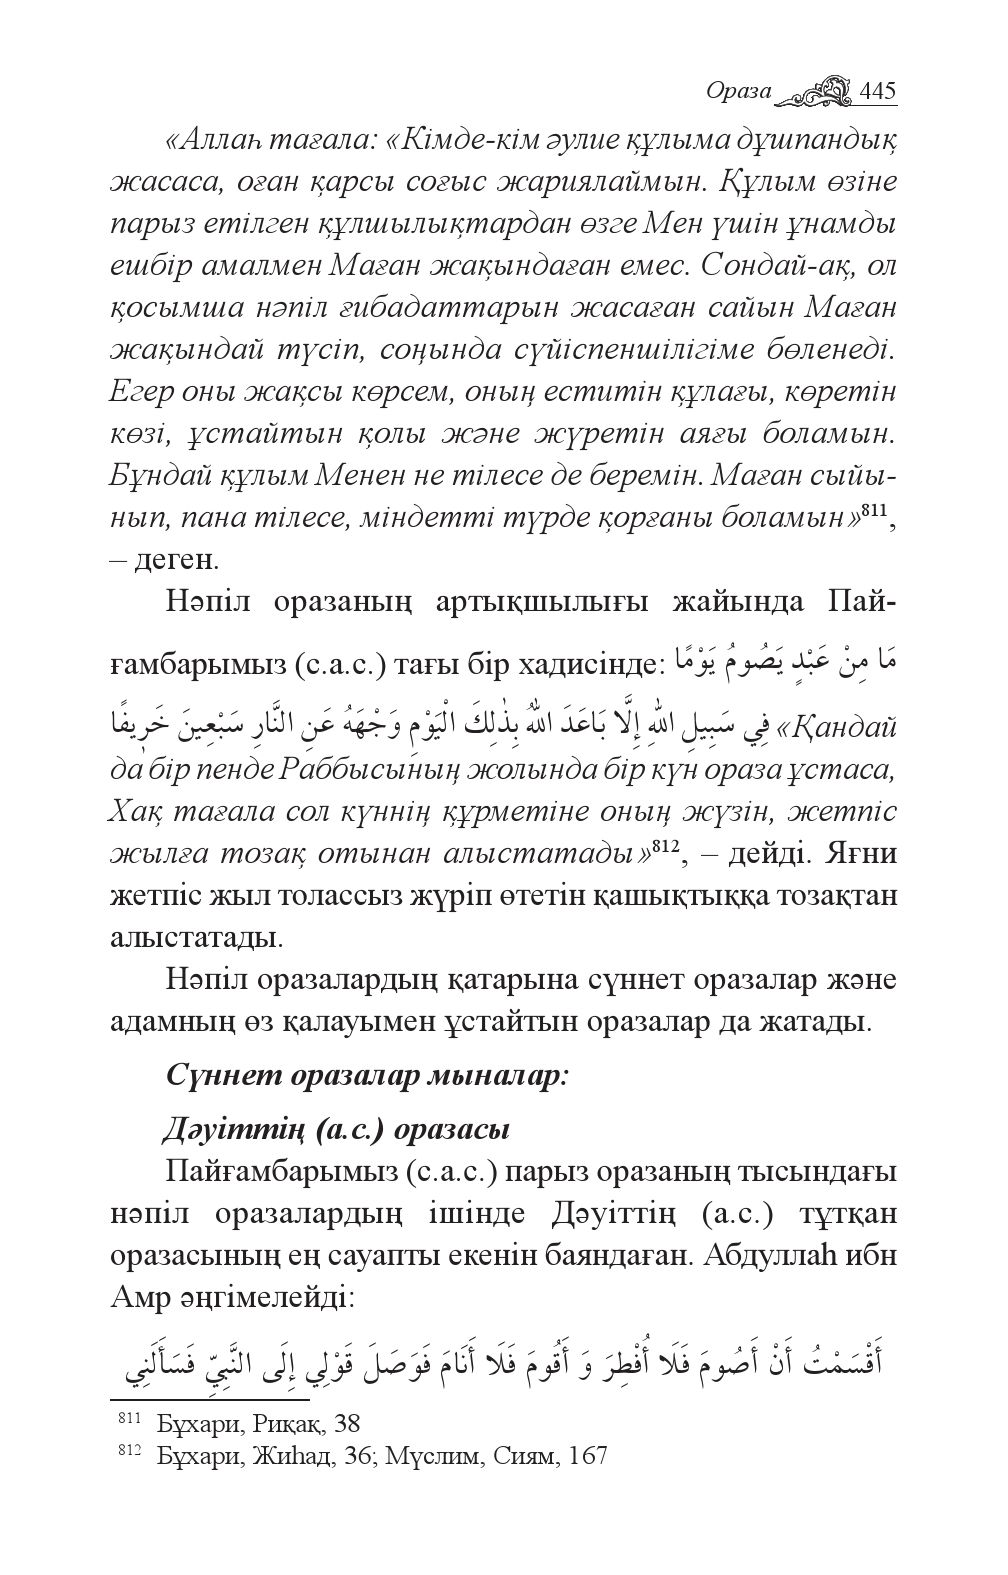 Ораза 445
«Аллаһ тағала: «Кімде-кім әулие құлыма дұшпандық
жасаса, оған қарсы соғыс жариялаймын. Құлым өзіне
парыз етілген құлшылықтардан өзге Мен үшін ұнамды
ешбір амалмен Маған жақындаған емес. Сондай-ақ, ол
қосымша нәпіл ғибадаттарын жасаған сайын Маған
жақындай түсіп, соңында сүйіспеншілігіме бөленеді.
Егер оны жақсы көрсем, оның еститін құлағы, көретін
көзі, ұстайтын қолы және жүретін аяғы боламын.
Бұндай құлым Менен не тілесе де беремін. Маған сыйы-
нып, пана тілесе, міндетті түрде қорғаны боламын»811,
– деген.
Нәпіл оразаның артықшылығы жайында Пай-
ғамбарымыз (с.а.с.) тағы бір хадисінде: مَا مِنْ عَبْدٍ يَصُومُ يَوْمًا
فِي سَبِيلِ اللهِ إِلَّا بَاعَدَ اللهُ بِذٰلِكَ الْيَوْمِ وَجْهَهُ عَنِ النَّارِ سَبْعِينَ خَرِيفًا «Қандай
да бір пенде Раббысының жолында бір күн ораза ұстаса,
Хақ тағала сол күннің құрметіне оның жүзін, жетпіс
жылға тозақ отынан алыстатады»812, – дейді. Яғни
жетпіс жыл толассыз жүріп өтетін қашықтыққа тозақтан
алыстатады.
Нәпіл оразалардың қатарына сүннет оразалар және
адамның өз қалауымен ұстайтын оразалар да жатады.
Сүннет оразалар мыналар:
Дәуіттің (а.с.) оразасы
Пайғамбарымыз (с.а.с.) парыз оразаның тысындағы
нәпіл оразалардың ішінде Дәуіттің (а.с.) тұтқан
оразасының ең сауапты екенін баяндаған. Абдуллаһ ибн
Амр әңгімелейді:
أَقْسَمْتُ أَنْ أَصُومَ فَلَا أُفْطِرَ وَ أَقُومَ فَلَا أَنَامَ فَوَصَلَ قَوْلِي إِلَى النَّبِيِّ فَسَأَلَنِي
811 Бұхари, Риқақ, 38
812 Бұхари, Жиһад, 36; Мүслим, Сиям, 167